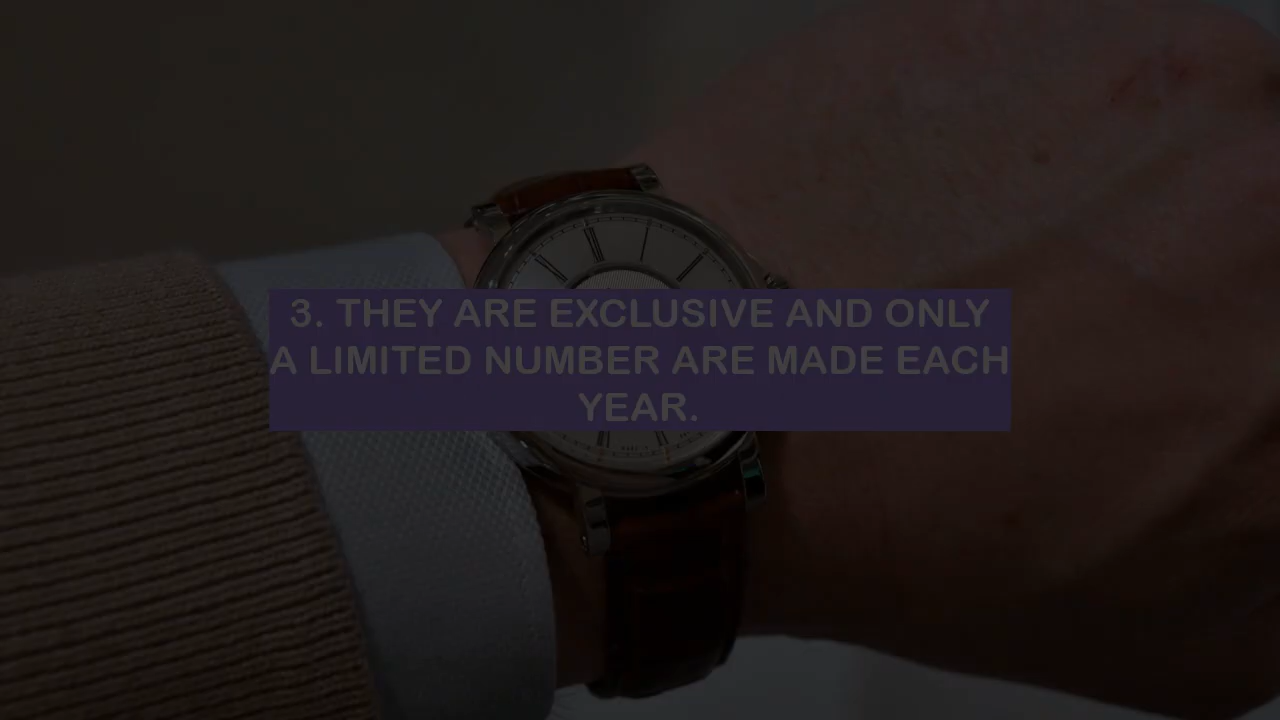 3. THEY ARE EXCLUSIVE AND ONLY
A LIMITED NUMBER ARE MADE EACH
YEAR.